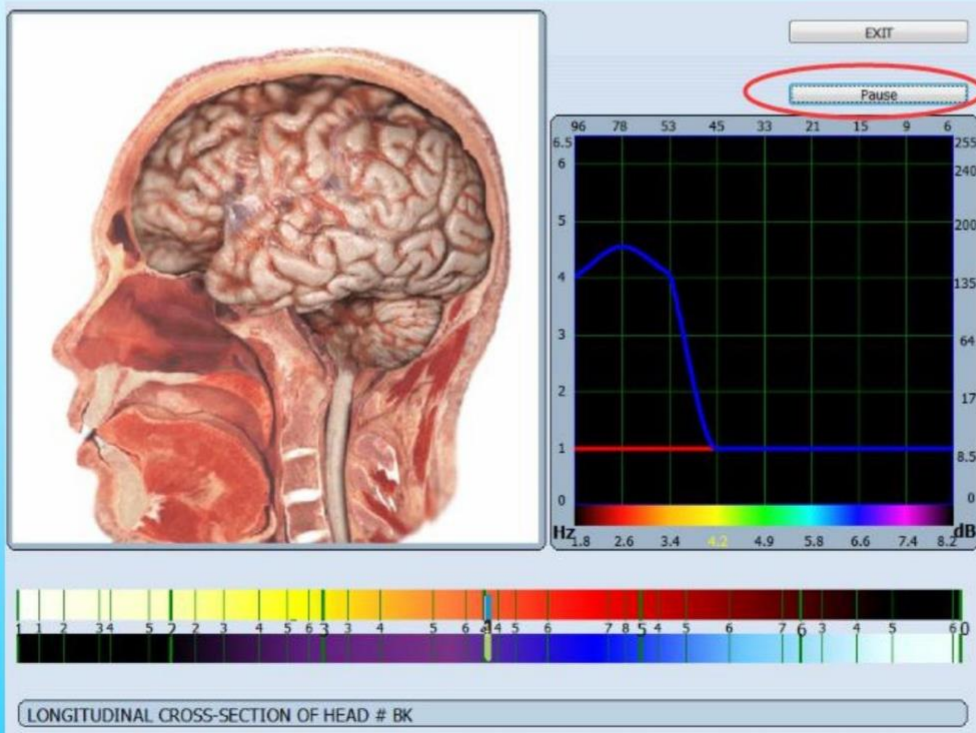 EXIT
Pause
96 78 53 45 33 21 15 9 6
6.5 255
6 240
5 200
4 135
3 64
2 17
1 8.5
0 0
Hz dB
1.8 2.6 3.4 4.2 4.9 5.8 6.6 7.4 8.2
LONGITUDINAL CROSS-SECTION OF HEAD # BK